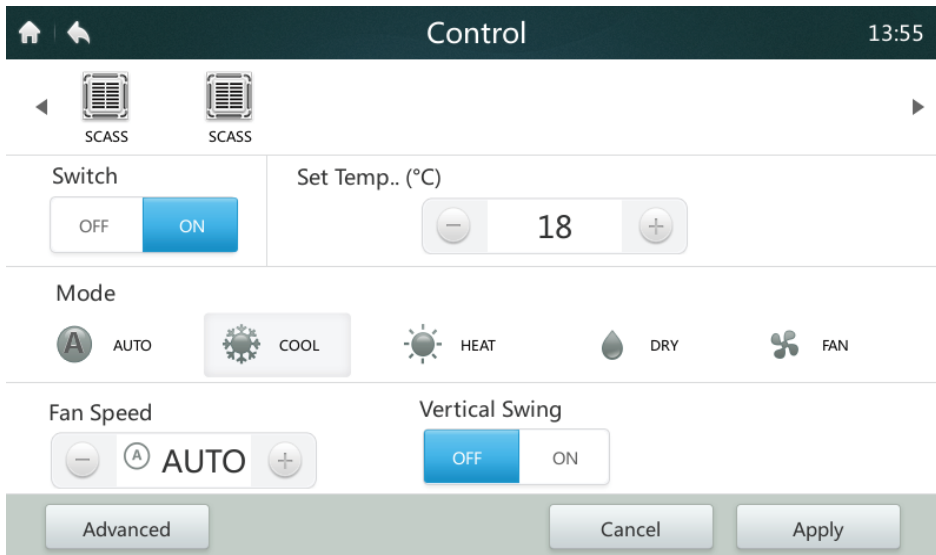 Control
13:55
SCASS
SCASS
Switch
Set Temp.. (°C)
OFF
ON
18
Mode
A AUTO
COOL
HEAT
DRY
FAN
Fan Speed
Vertical Swing
A AUTO
OFF
ON
Advanced
Cancel
Apply